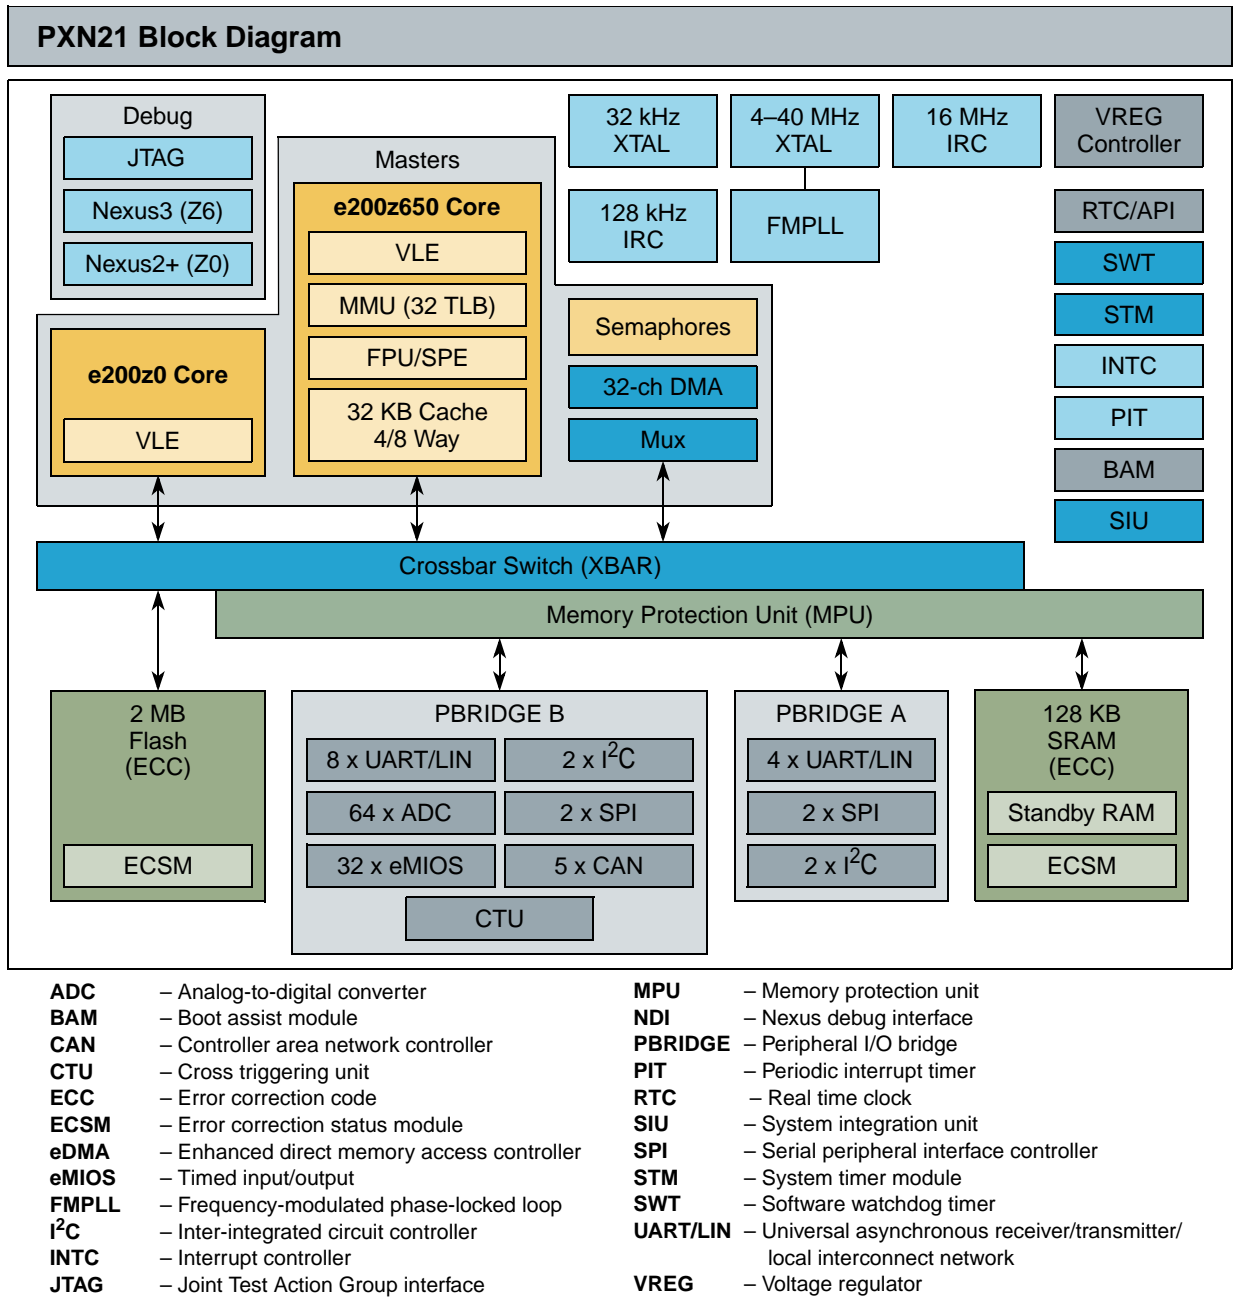 PXN21 Block Diagram
Debug
JTAG
Nexus3 (Z6)
Nexus2+ (Z0)
Masters
e200z650 Core
VLE
MMU (32 TLB)
FPU/SPE
32 KB Cache
4/8 Way
e200z0 Core
VLE
Semaphores
32-ch DMA
Mux
32 kHz
XTAL
4–40 MHz
XTAL
16 MHz
IRC
128 kHz
IRC
FMPLL
VREG
Controller
RTC/API
SWT
STM
INTC
PIT
BAM
SIU
Crossbar Switch (XBAR)
Memory Protection Unit (MPU)
2 MB
Flash
(ECC)
ECSM
PBRIDGE B
8 x UART/LIN
2 x I²C
64 x ADC
2 x SPI
32 x eMIOS
5 x CAN
CTU
PBRIDGE A
4 x UART/LIN
2 x SPI
2 x I²C
128 KB
SRAM
(ECC)
Standby RAM
ECSM
ADC – Analog-to-digital converter
BAM – Boot assist module
CAN – Controller area network controller
CTU – Cross triggering unit
ECC – Error correction code
ECSM – Error correction status module
eDMA – Enhanced direct memory access controller
eMIOS – Timed input/output
FMPLL – Frequency-modulated phase-locked loop
I²C – Inter-integrated circuit controller
INTC – Interrupt controller
JTAG – Joint Test Action Group interface
MPU – Memory protection unit
NDI – Nexus debug interface
PBRIDGE – Peripheral I/O bridge
PIT – Periodic interrupt timer
RTC – Real time clock
SIU – System integration unit
SPI – Serial peripheral interface controller
STM – System timer module
SWT – Software watchdog timer
UART/LIN – Universal asynchronous receiver/transmitter/
local interconnect network
VREG – Voltage regulator